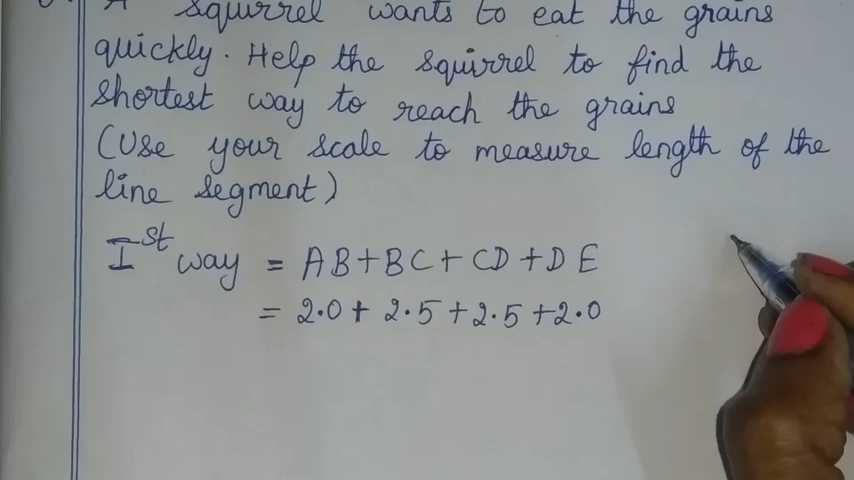 A squirrel wants to eat the grains
quickly. Help the squirrel to find the
shortest way to reach the grains
(Use your scale to measure length of the
line segment)
Ist way = AB+BC+CD+DE
= 2.0+2.5+2.5+2.0